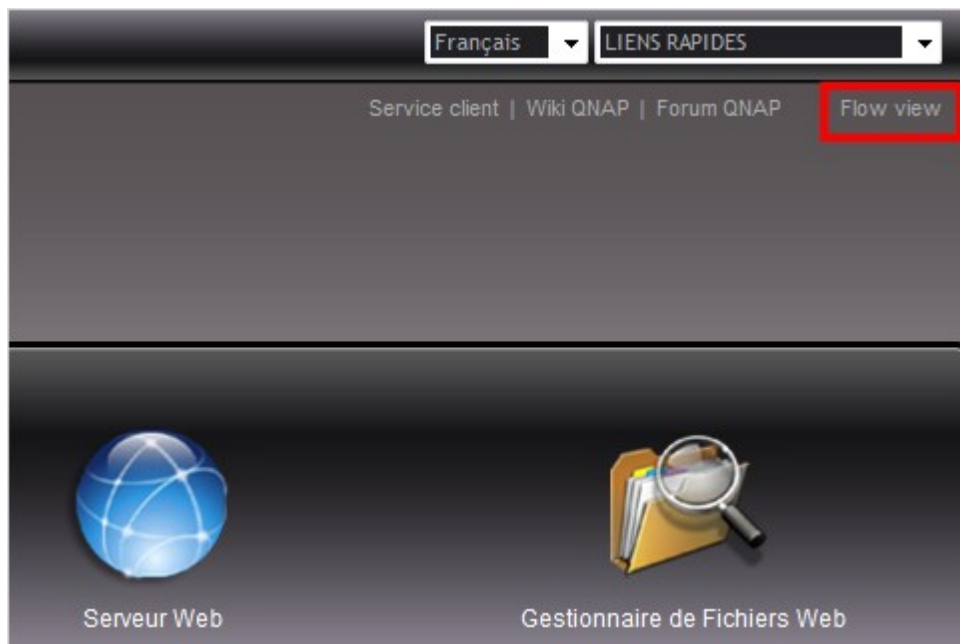 Français LIENS RAPIDES
Service client | Wiki QNAP | Forum QNAP Flow view
Serveur Web Gestionnaire de Fichiers Web